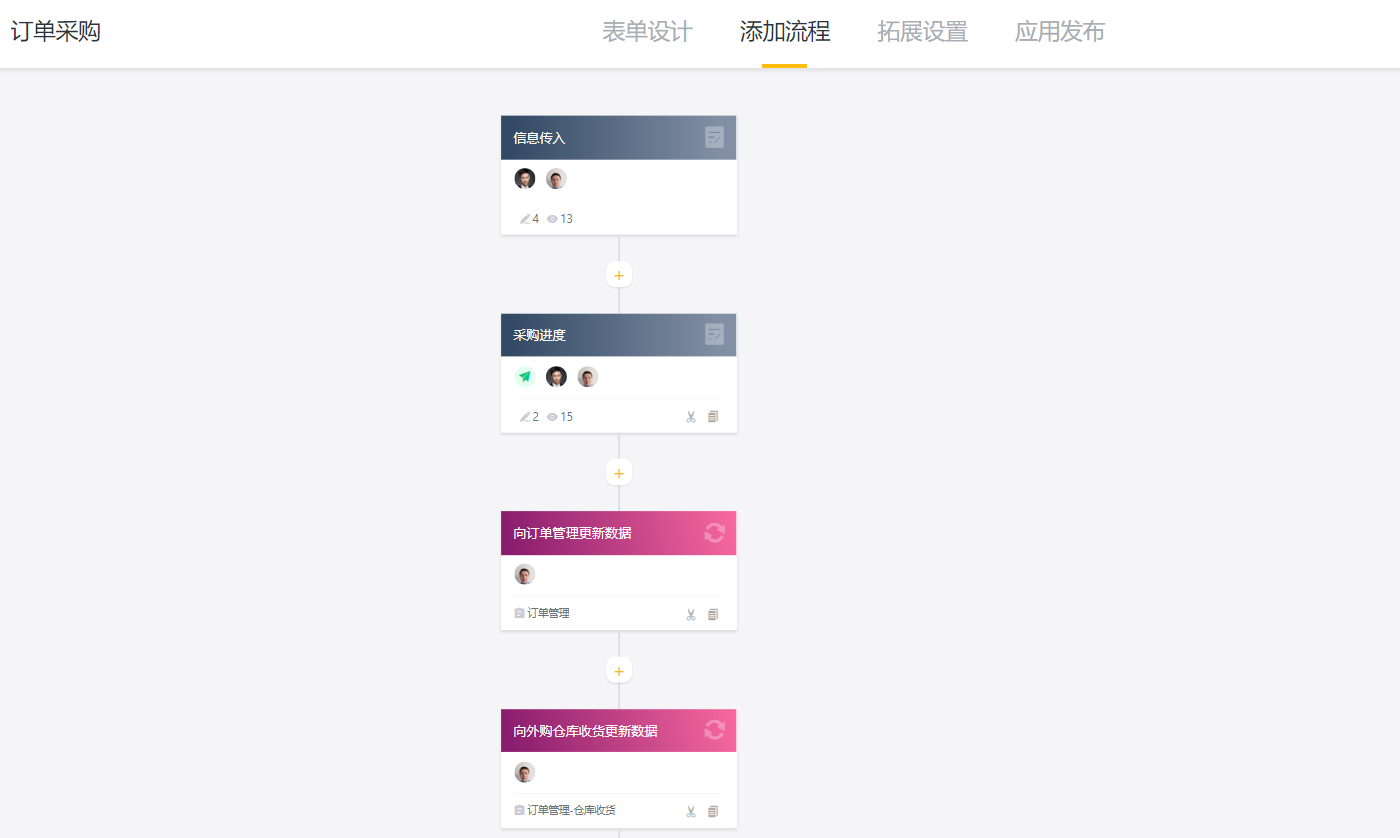 订单采购
表单设计 添加流程 拓展设置 应用发布
信息传入
4 13
+
采购进度
2 15
+
向订单管理更新数据
订单管理
+
向外购仓库收货更新数据
订单管理-仓库收货